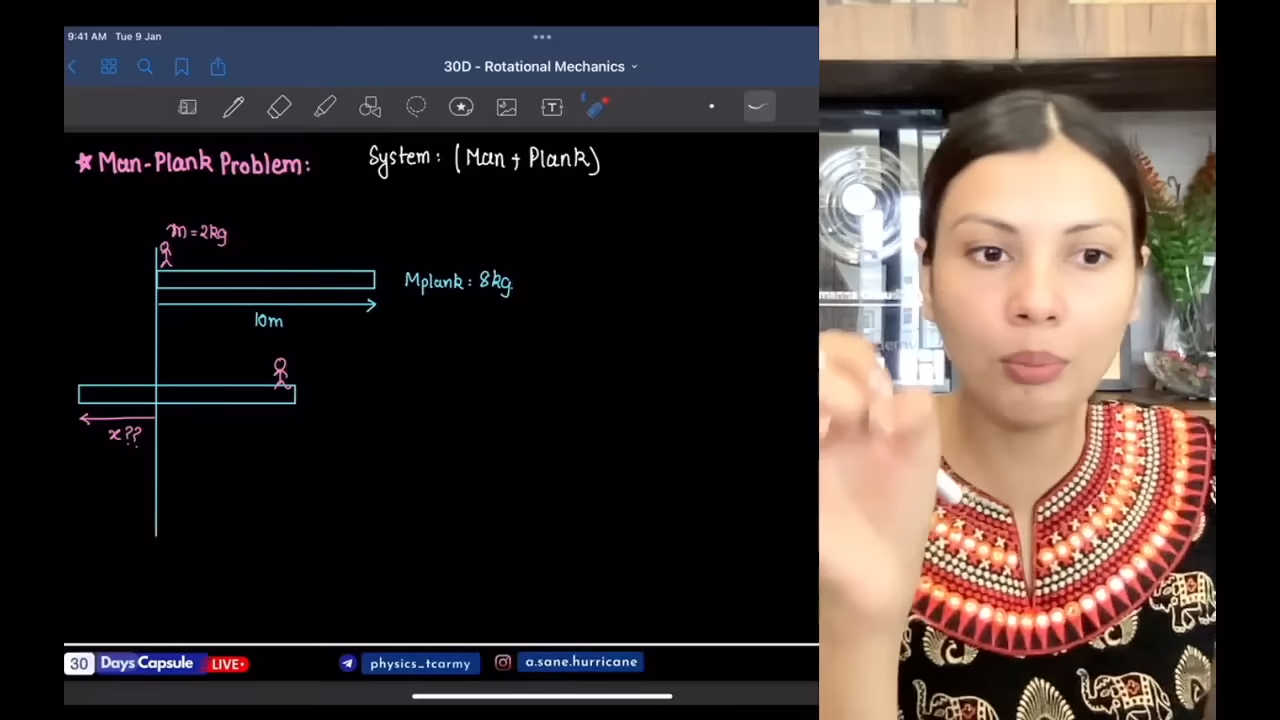 9:41 AM Tue 9 Jan
30D - Rotational Mechanics
★ Man-Plank Problem:
System: (Man + Plank)
m = 2kg
Mplank: 8kg.
10m
x??
30 Days Capsule LIVE
physics_tcarmy
a.sane.hurricane